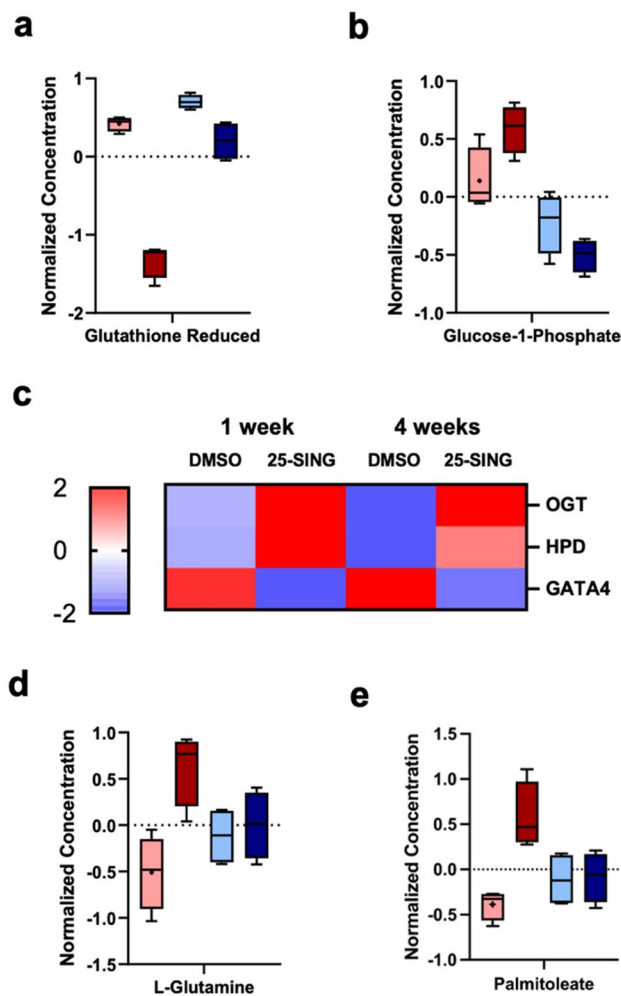 a
Normalized Concentration
1
0
-1
-2
Glutathione Reduced
b
Normalized Concentration
1.0
0.5
0.0
-0.5
-1.0
Glucose-1-Phosphate
c
1 week 4 weeks
DMSO 25-SING DMSO 25-SING
2
0
-2
OGT
HPD
GATA4
d
Normalized Concentration
1.0
0.5
0.0
-0.5
-1.0
-1.5
L-Glutamine
e
Normalized Concentration
1.5
1.0
0.5
0.0
-0.5
-1.0
Palmitoleate